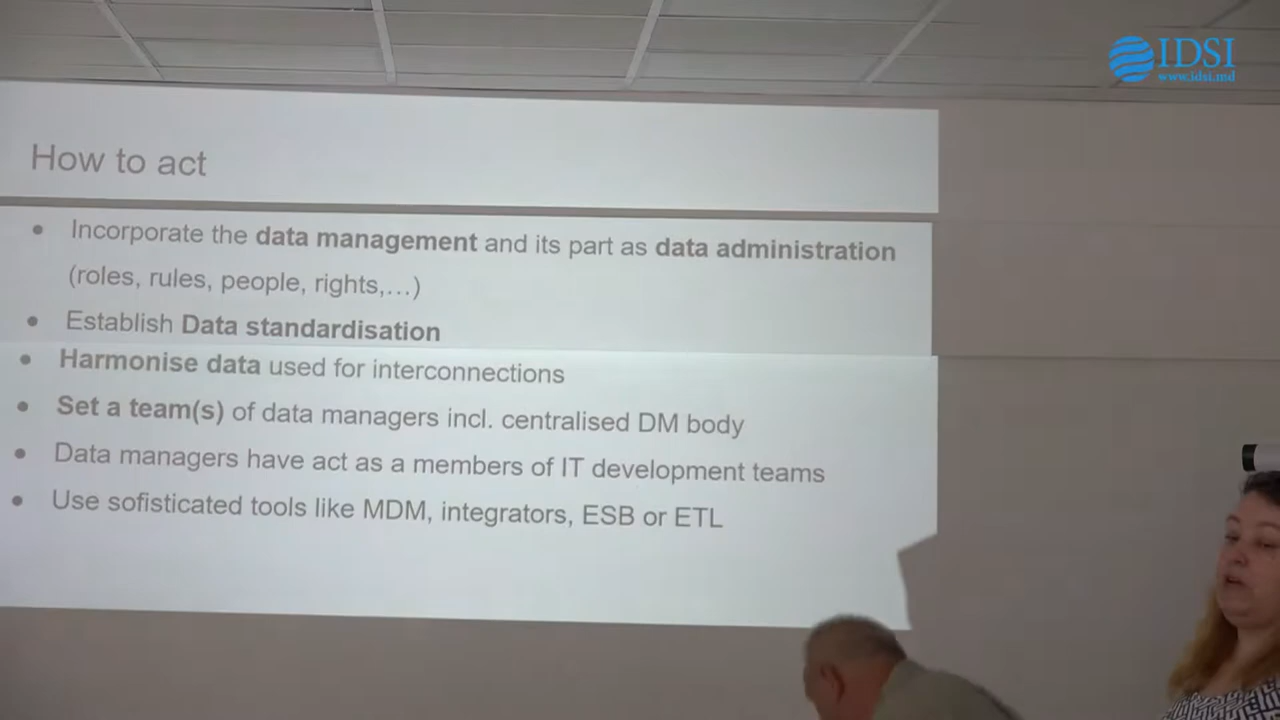 IDSI
www.idsi.md
How to act
• Incorporate the data management and its part as data administration
(roles, rules, people, rights,...)
• Establish Data standardisation
• Harmonise data used for interconnections
• Set a team(s) of data managers incl. centralised DM body
• Data managers have act as a members of IT development teams
• Use sofisticated tools like MDM, integrators, ESB or ETL